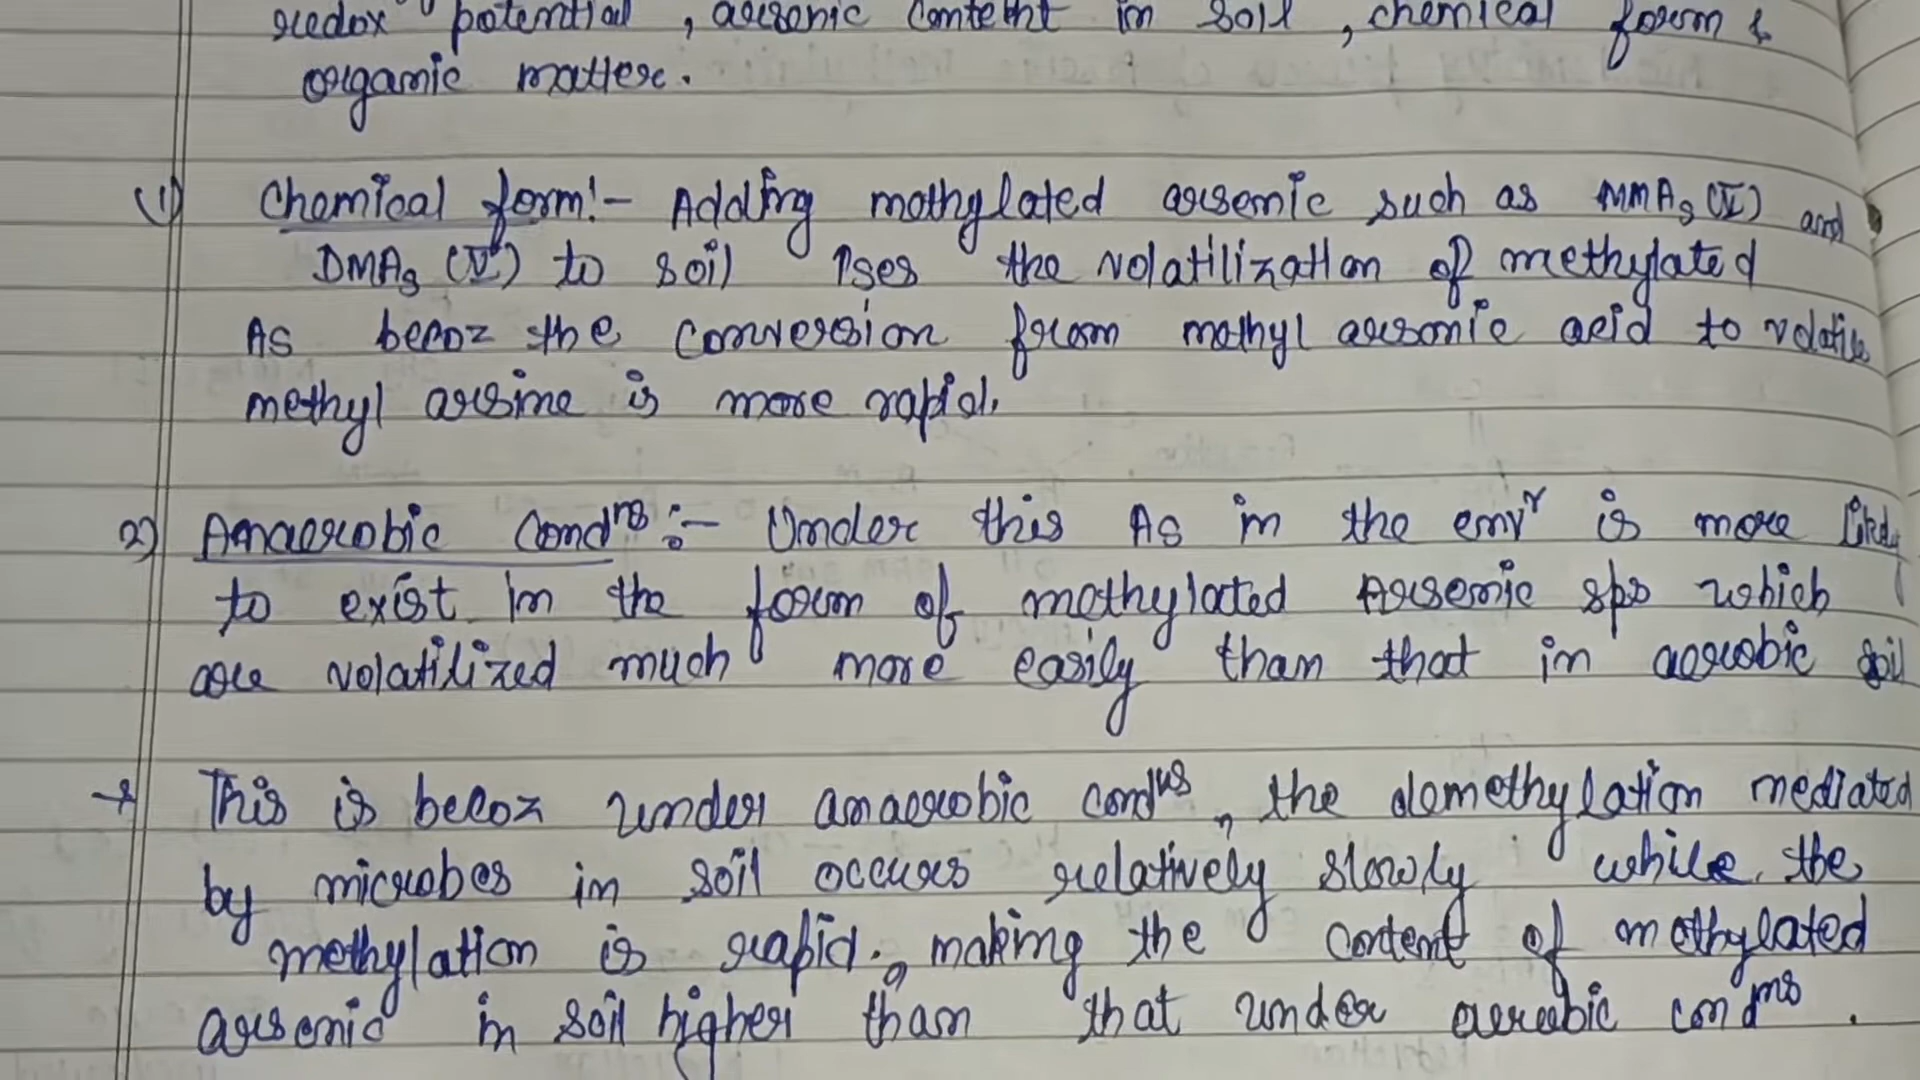 redox potential, arsenic content in soil, chemical form &
organic matter.
(1) Chemical form:- Adding methylated arsenic such as MMAs (V) and
DMAs (V) to soil ↑ses the volatilization of methylated
As becoz the conversion from methyl arsonic acid to volatile
methyl arsine is more rapid.
2) Anaerobic Condns :- Under this As in the envr is more likely
to exist in the form of methylated Arsenic sps which
are volatilized much more easily than that in aerobic soil
→ This is becoz under anaerobic condns, the demethylation mediated
by microbes in soil occurs relatively slowly while the
methylation is rapid, making the content of methylated
arsenic in soil higher than that under aerobic condns.